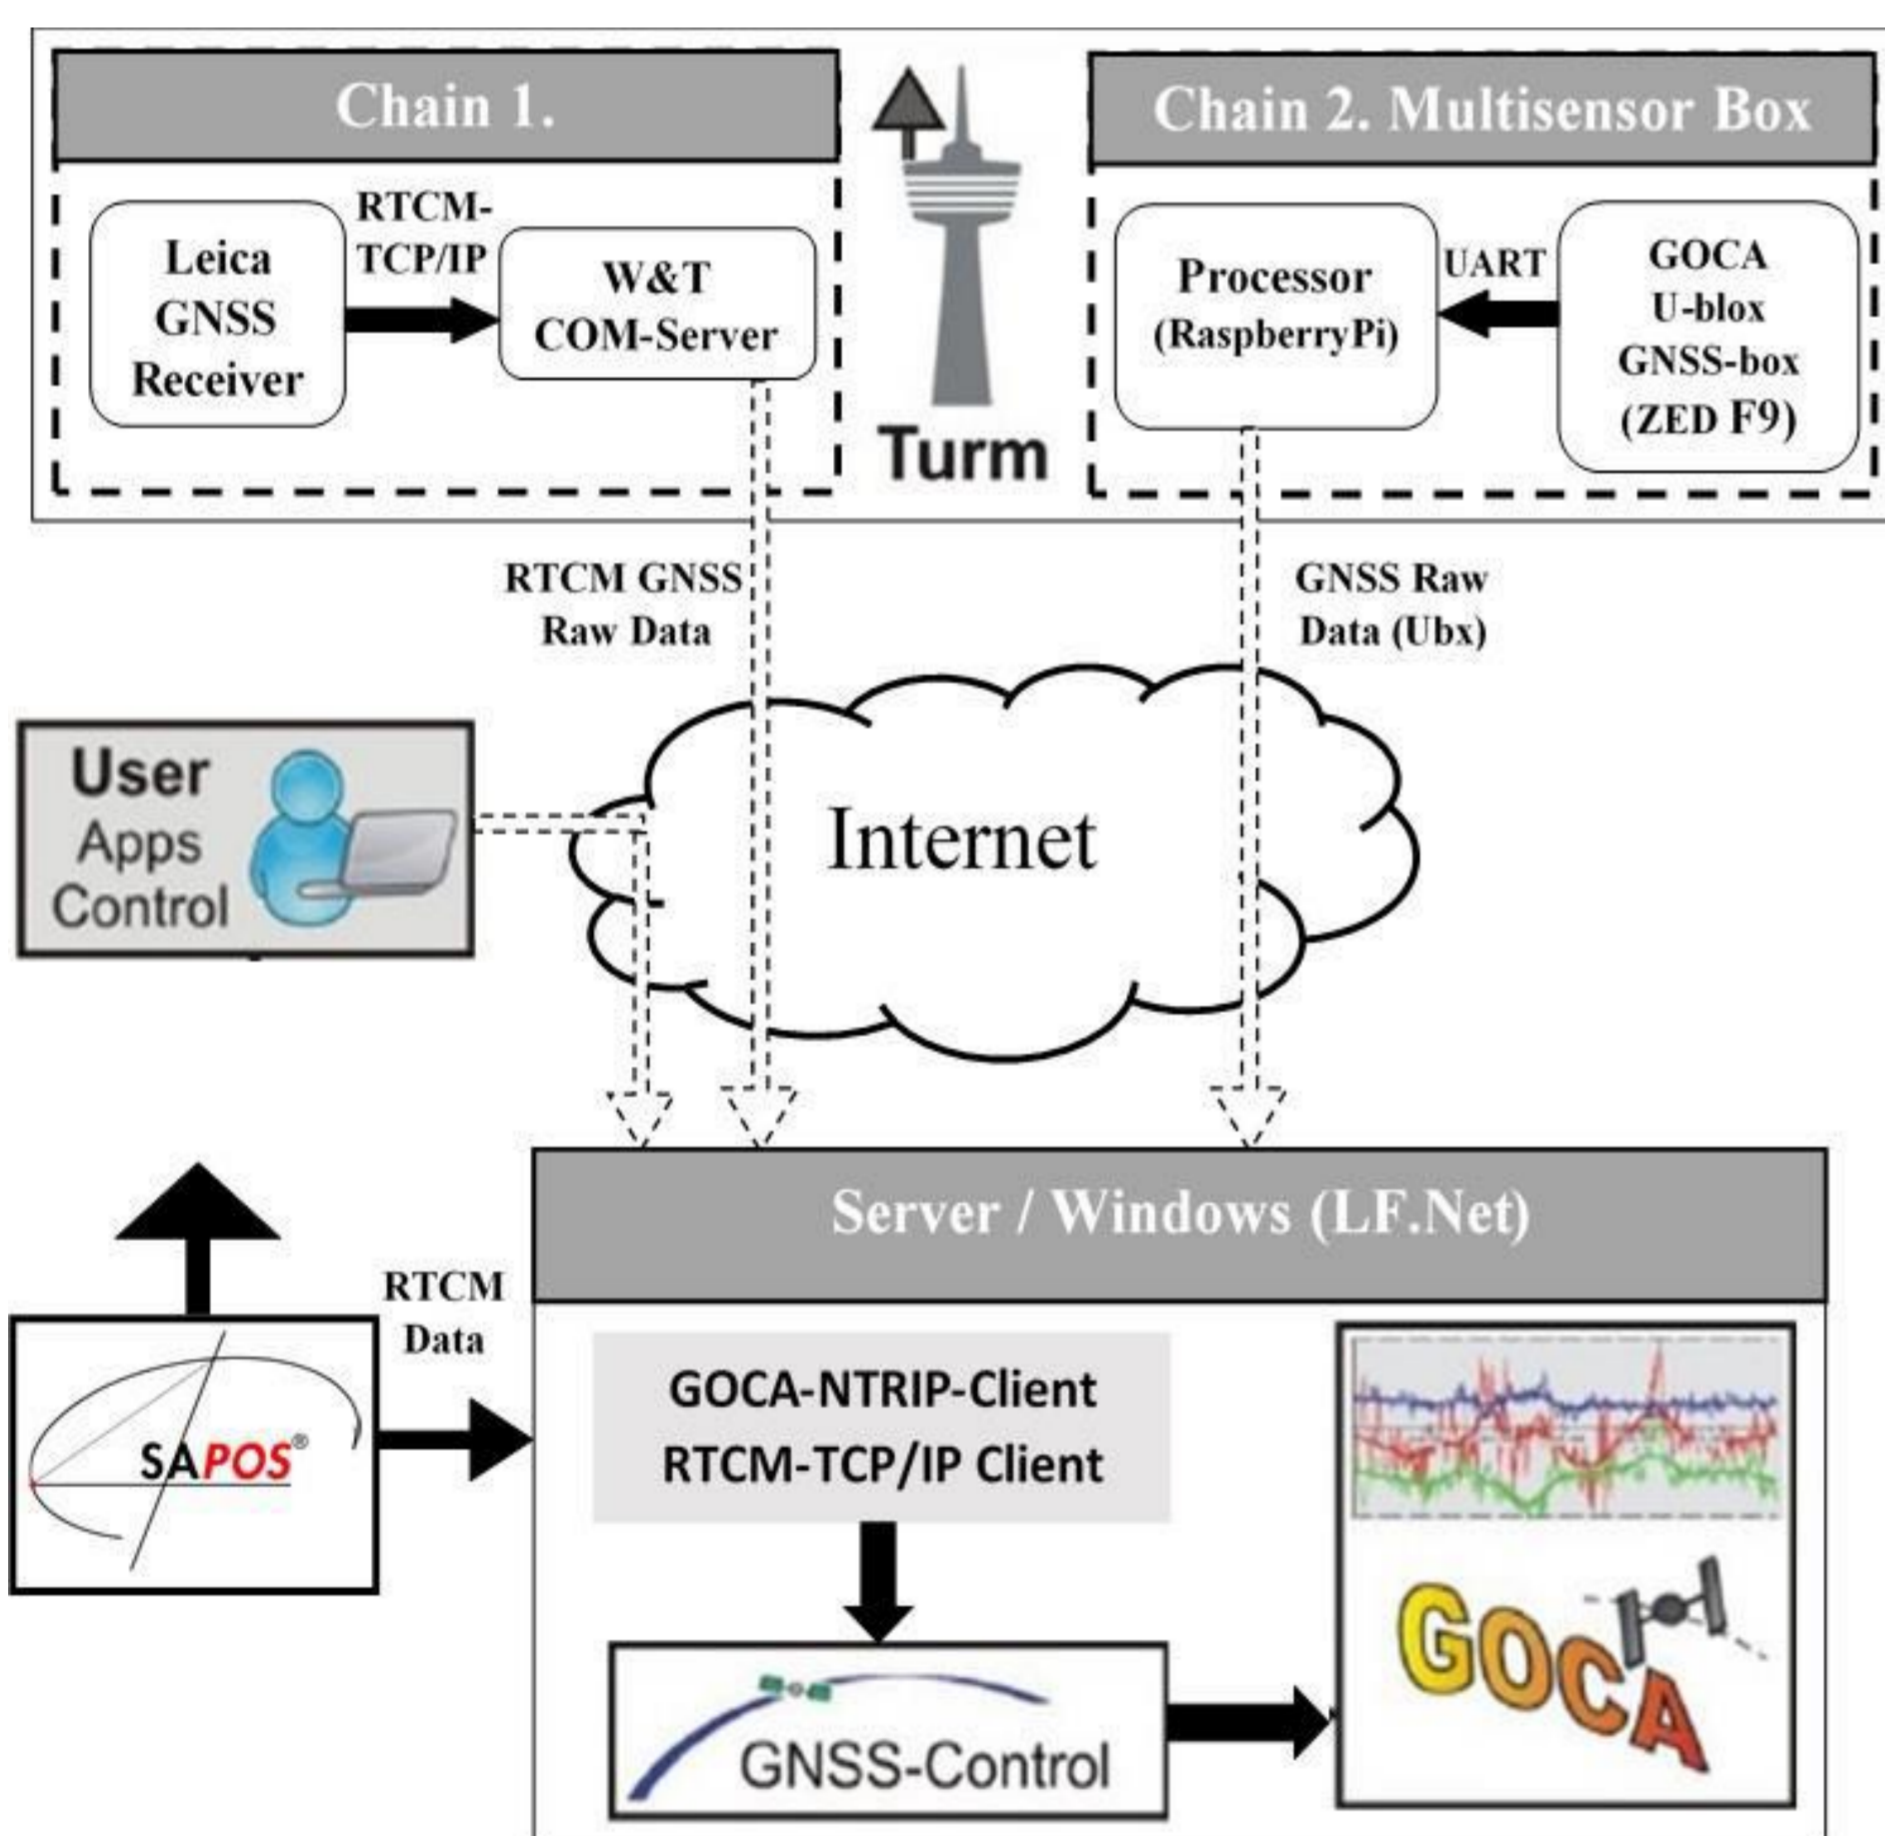 Chain 1.
Leica
GNSS
Receiver
RTCM-
TCP/IP
W&T
COM-Server
Turm
Chain 2. Multisensor Box
Processor
(RaspberryPi)
UART
GOCA
U-blox
GNSS-box
(ZED F9)
RTCM GNSS
Raw Data
GNSS Raw
Data (Ubx)
User
Apps
Control
Internet
Server / Windows (LF.Net)
RTCM
Data
SAPOS®
GOCA-NTRIP-Client
RTCM-TCP/IP Client
GNSS-Control
GOCA